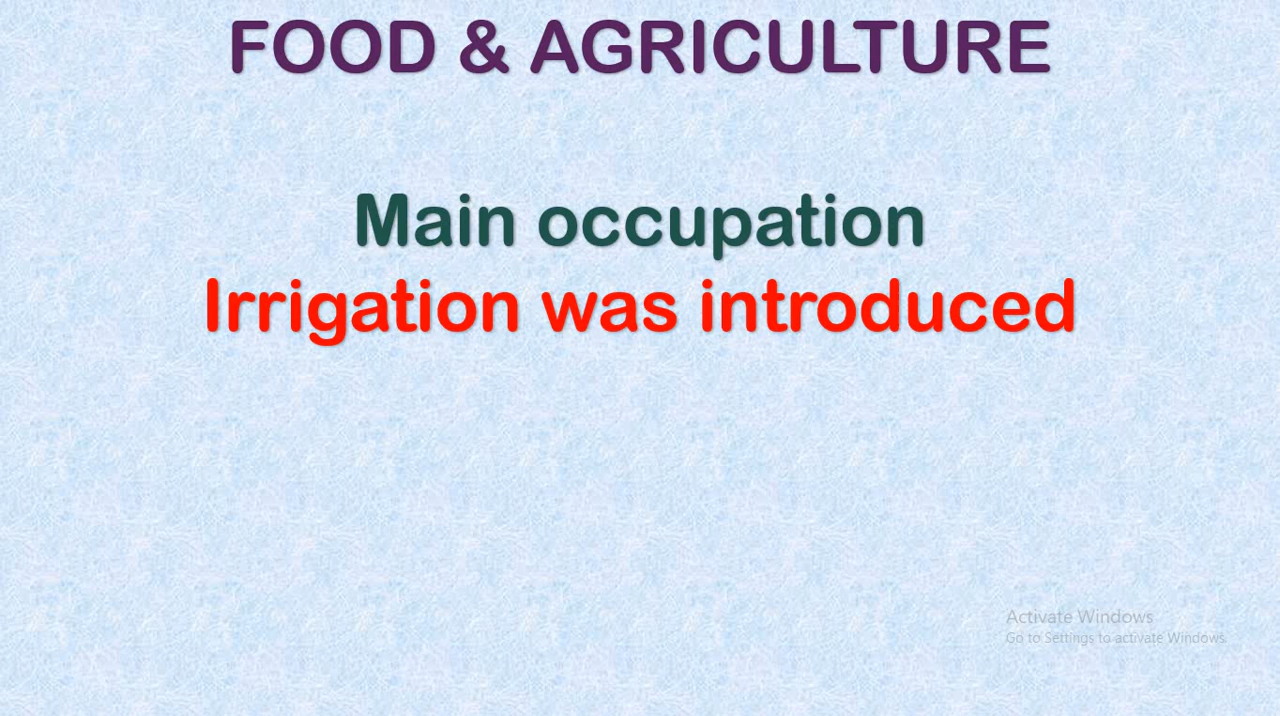 FOOD & AGRICULTURE
Main occupation
Irrigation was introduced
Activate Windows
Go to Settings to activate Windows.